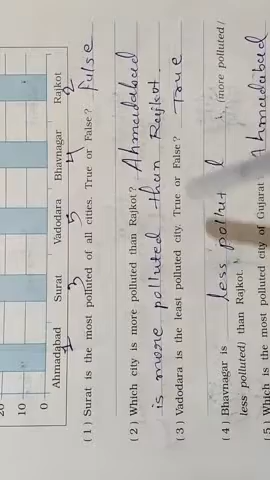 20
10
0
Ahmadabad Surat Vadodara Bhavnagar Rajkot
1 3 5 4 2
(1) Surat is the most polluted of all cities. True or False? false
(2) Which city is more polluted than Rajkot? Ahmadabad
is more polluted than Rajkot.
(3) Vadodara is the least polluted city. True or False? True
(4) Bhavnagar is less pollut (more polluted/
less polluted) than Rajkot.
(5) Which is the most polluted city of Gujarat hmadabad